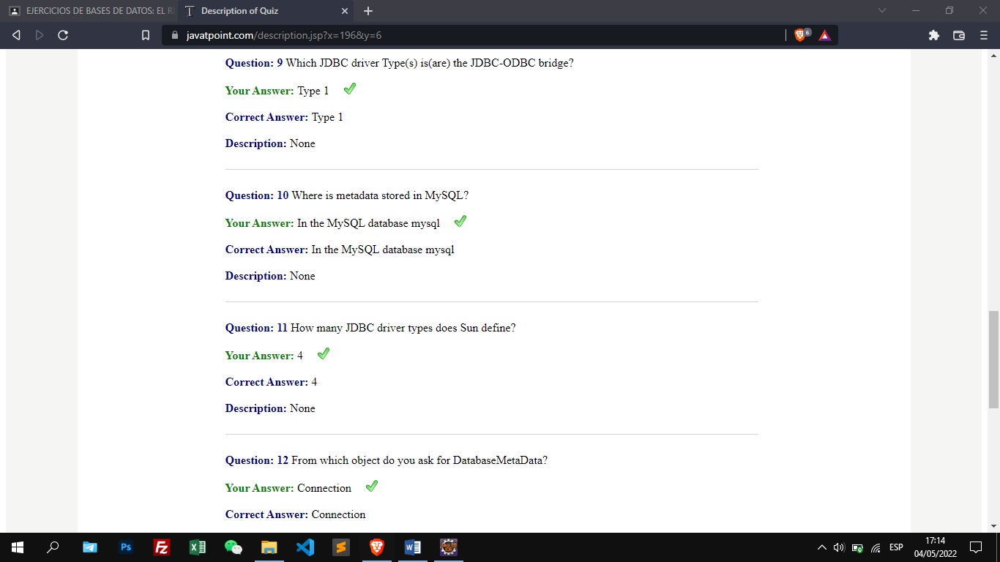 EJERCICIOS DE BASES DE DATOS: EL R
Description of Quiz
javatpoint.com/description.jsp?x=196&y=6
6
Question: 9 Which JDBC driver Type(s) is(are) the JDBC-ODBC bridge?
Your Answer: Type 1
Correct Answer: Type 1
Description: None
Question: 10 Where is metadata stored in MySQL?
Your Answer: In the MySQL database mysql
Correct Answer: In the MySQL database mysql
Description: None
Question: 11 How many JDBC driver types does Sun define?
Your Answer: 4
Correct Answer: 4
Description: None
Question: 12 From which object do you ask for DatabaseMetaData?
Your Answer: Connection
Correct Answer: Connection
Ps
Fz
ESP
17:14
04/05/2022